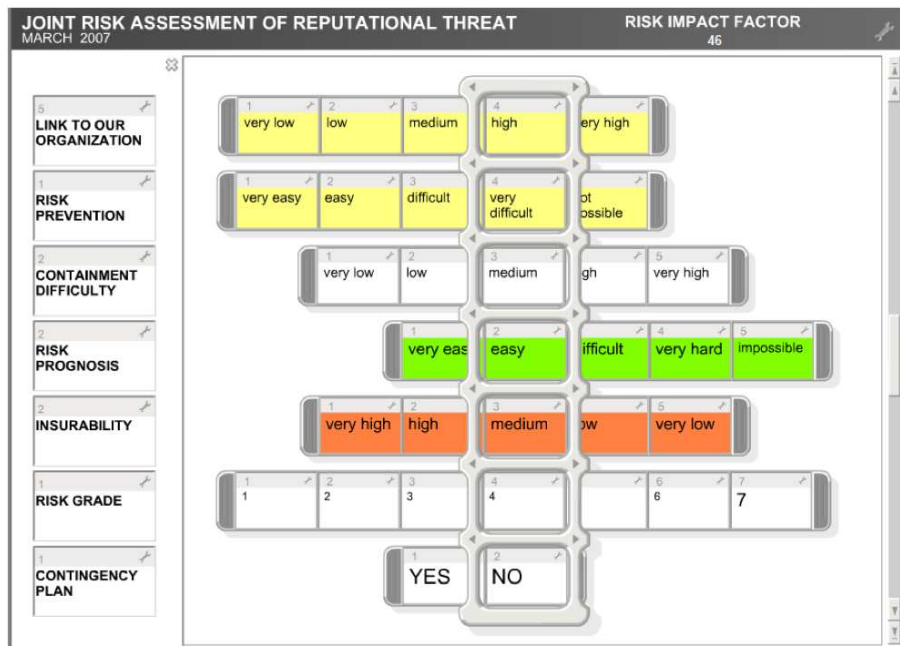 JOINT RISK ASSESSMENT OF REPUTATIONAL THREAT
MARCH 2007
RISK IMPACT FACTOR
46
5
LINK TO OUR
ORGANIZATION
1 2 3 4
very low low medium high ery high
1
RISK
PREVENTION
1 2 3 4
very easy easy difficult very
difficult ot
ossible
2
CONTAINMENT
DIFFICULTY
1 2 3 5
very low low medium gh very high
2
RISK
PROGNOSIS
1 2 4 5
very eas easy ifficult very hard impossible
2
INSURABILITY
1 2 3 5
very high high medium ow very low
1
RISK GRADE
1 2 3 4 6 7
1 2 3 4 6 7
1
CONTINGENCY
PLAN
1 2
YES NO